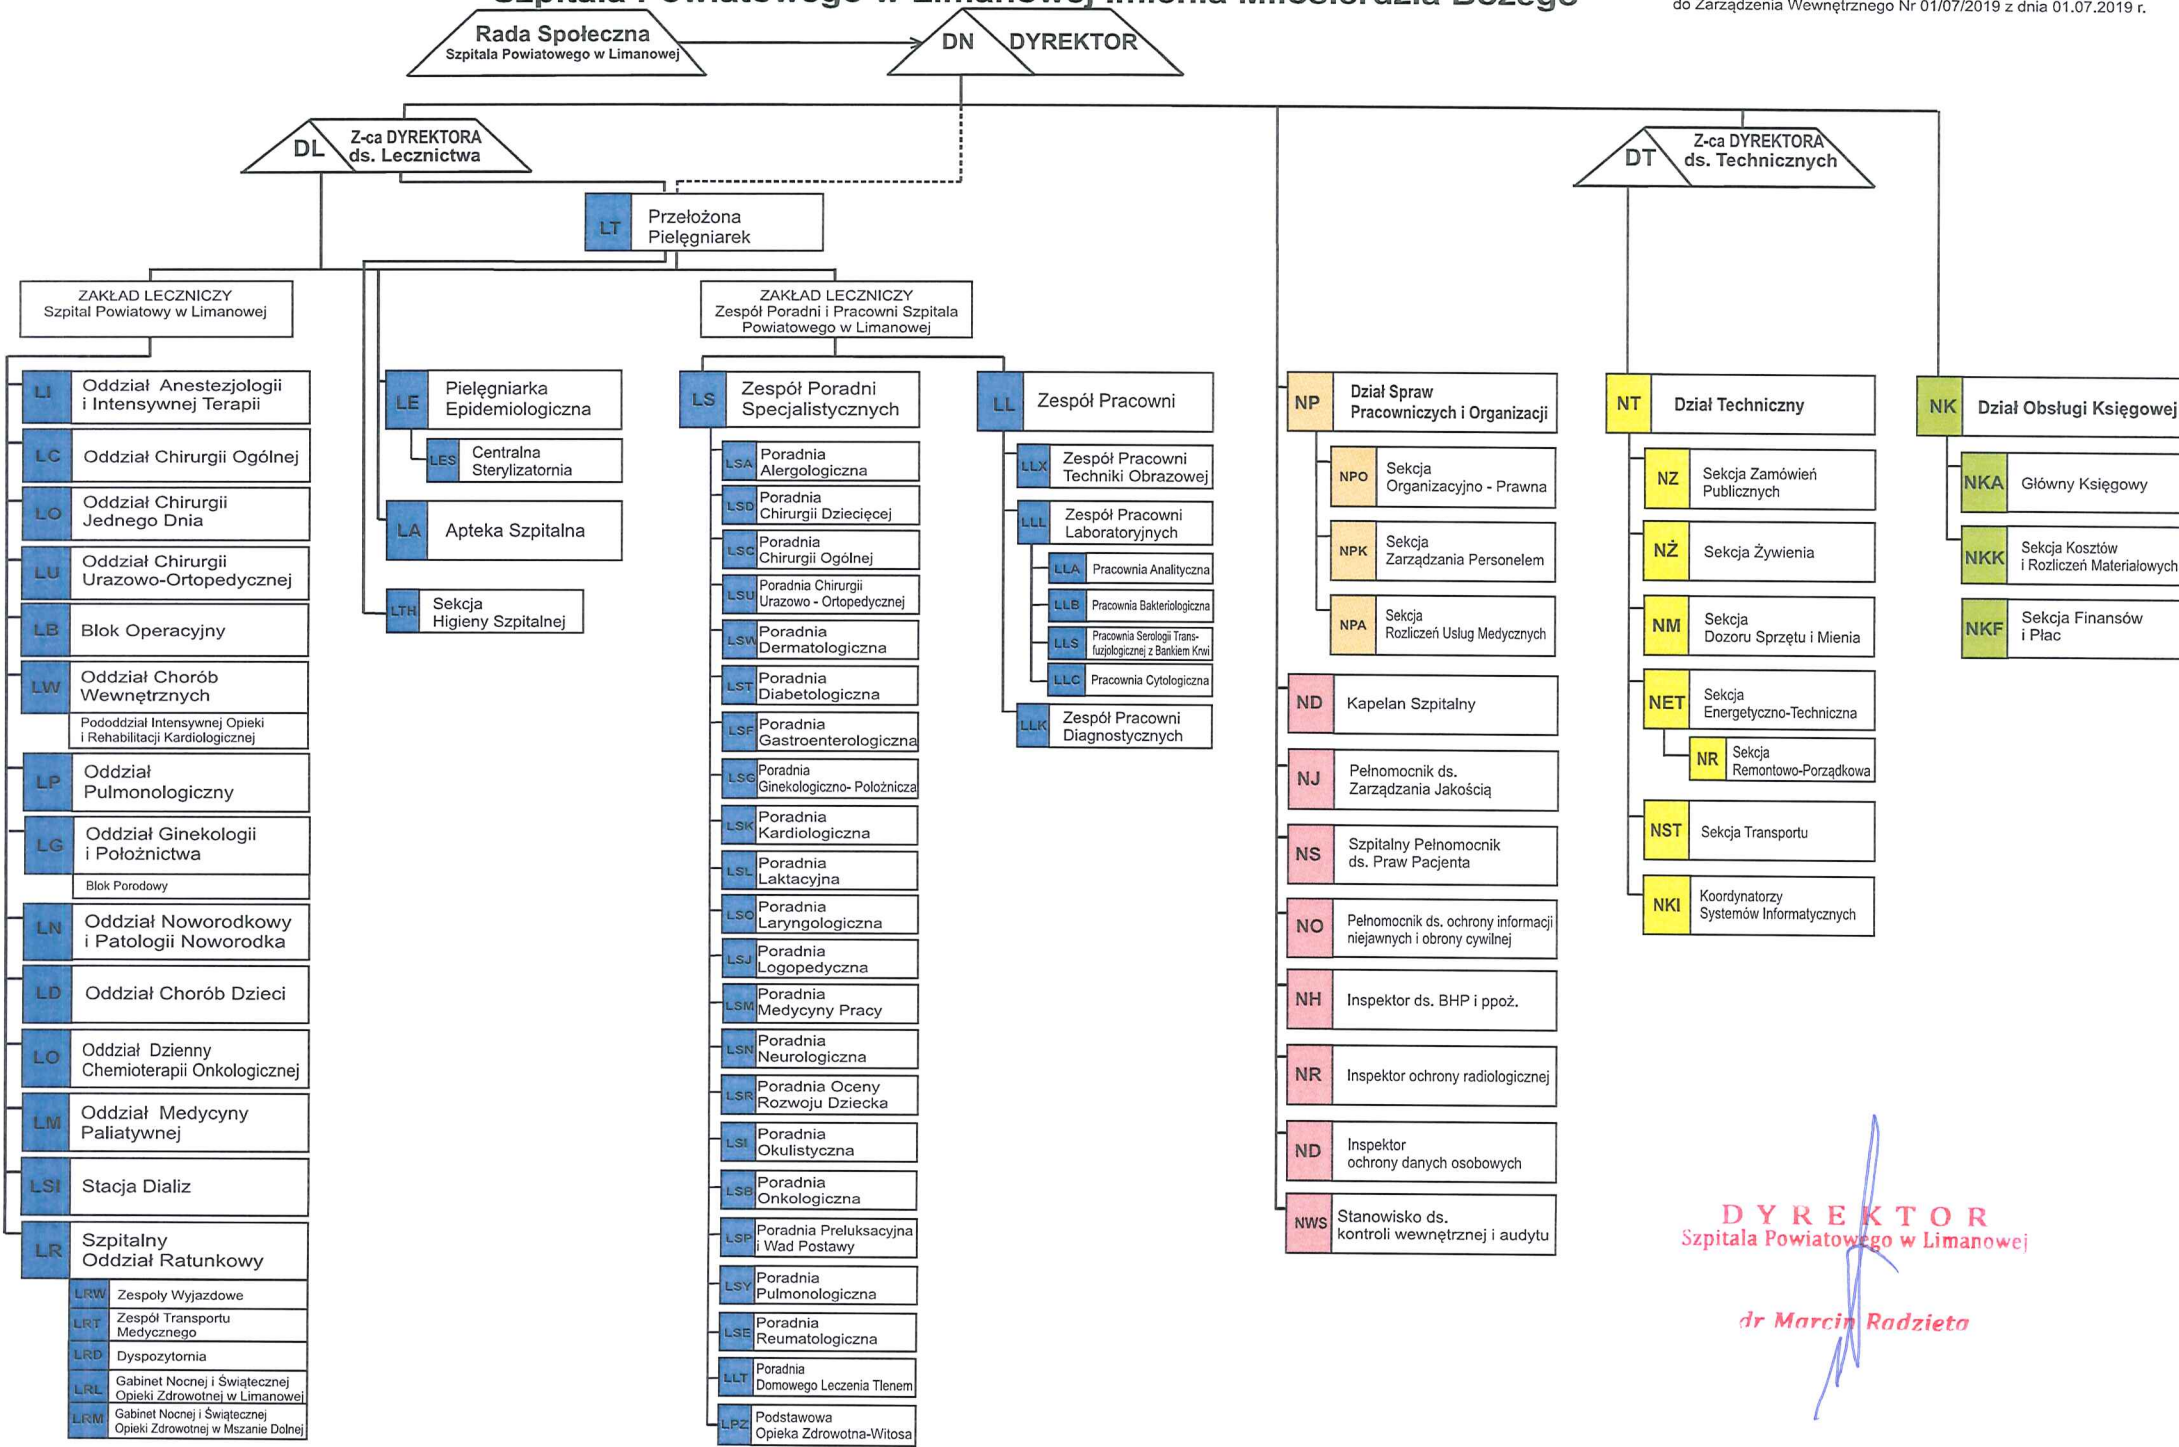 Szpitala Powiatowego w Limanowej Imienia Miłosierdzia Bożego
do Zarządzenia Wewnętrznego Nr 01/07/2019 z dnia 01.07.2019 r.
Rada Społeczna
Szpitala Powiatowego w Limanowej
DN DYREKTOR
DL
Z-ca DYREKTORA
ds. Lecznictwa
DT
Z-ca DYREKTORA
ds. Technicznych
LT
Przełożona
Pielęgniarek
ZAKŁAD LECZNICZY
Szpital Powiatowy w Limanowej
LI
Oddział Anestezjologii
i Intensywnej Terapii
LC Oddział Chirurgii Ogólnej
LO
Oddział Chirurgii
Jednego Dnia
LU
Oddział Chirurgii
Urazowo-Ortopedycznej
LB Blok Operacyjny
LW
Oddział Chorób
Wewnętrznych
Pododdział Intensywnej Opieki
i Rehabilitacji Kardiologicznej
LP
Oddział
Pulmonologiczny
LG
Oddział Ginekologii
i Położnictwa
Blok Porodowy
LN
Oddział Noworodkowy
i Patologii Noworodka
LD Oddział Chorób Dzieci
LO
Oddział Dzienny
Chemioterapii Onkologicznej
LM
Oddział Medycyny
Paliatywnej
LSI Stacja Dializ
LR
Szpitalny
Oddział Ratunkowy
LRW Zespoły Wyjazdowe
LRT
Zespół Transportu
Medycznego
LRD Dyspozytornia
LRL
Gabinet Nocnej i Świątecznej
Opieki Zdrowotnej w Limanowej
LRM
Gabinet Nocnej i Świątecznej
Opieki Zdrowotnej w Mszanie Dolnej
LE
Pielęgniarka
Epidemiologiczna
LES
Centralna
Sterylizatornia
LA Apteka Szpitalna
LTH
Sekcja
Higieny Szpitalnej
ZAKŁAD LECZNICZY
Zespół Poradni i Pracowni Szpitala
Powiatowego w Limanowej
LS
Zespół Poradni
Specjalistycznych
LSA
Poradnia
Alergologiczna
LSD
Poradnia
Chirurgii Dziecięcej
LSC
Poradnia
Chirurgii Ogólnej
LSU
Poradnia Chirurgii
Urazowo - Ortopedycznej
LSW
Poradnia
Dermatologiczna
LST
Poradnia
Diabetologiczna
LSF
Poradnia
Gastroenterologiczna
LSG
Poradnia
Ginekologiczno- Położnicza
LSK
Poradnia
Kardiologiczna
LSL
Poradnia
Laktacyjna
LSO
Poradnia
Laryngologiczna
LSJ
Poradnia
Logopedyczna
LSM
Poradnia
Medycyny Pracy
LSN
Poradnia
Neurologiczna
LSR
Poradnia Oceny
Rozwoju Dziecka
LSI
Poradnia
Okulistyczna
LSB
Poradnia
Onkologiczna
LSP
Poradnia Preluksacyjna
i Wad Postawy
LSY
Poradnia
Pulmonologiczna
LSE
Poradnia
Reumatologiczna
LLT
Poradnia
Domowego Leczenia Tlenem
LPZ
Podstawowa
Opieka Zdrowotna-Witosa
LL Zespół Pracowni
LLX
Zespół Pracowni
Techniki Obrazowej
LLL
Zespół Pracowni
Laboratoryjnych
LLA Pracownia Analityczna
LLB Pracownia Bakteriologiczna
LLS
Pracownia Serologii Trans-
fuzjologicznej z Bankiem Krwi
LLC Pracownia Cytologiczna
LLK
Zespół Pracowni
Diagnostycznych
NP
Dział Spraw
Pracowniczych i Organizacji
NPO
Sekcja
Organizacyjno - Prawna
NPK
Sekcja
Zarządzania Personelem
NPA
Sekcja
Rozliczeń Usług Medycznych
ND Kapelan Szpitalny
NJ
Pełnomocnik ds.
Zarządzania Jakością
NS
Szpitalny Pełnomocnik
ds. Praw Pacjenta
NO
Pełnomocnik ds. ochrony informacji
niejawnych i obrony cywilnej
NH Inspektor ds. BHP i ppoż.
NR Inspektor ochrony radiologicznej
ND
Inspektor
ochrony danych osobowych
NWS
Stanowisko ds.
kontroli wewnętrznej i audytu
NT Dział Techniczny
NZ
Sekcja Zamówień
Publicznych
NŻ Sekcja Żywienia
NM
Sekcja
Dozoru Sprzętu i Mienia
NET
Sekcja
Energetyczno-Techniczna
NR
Sekcja
Remontowo-Porządkowa
NST Sekcja Transportu
NKI
Koordynatorzy
Systemów Informatycznych
NK Dział Obsługi Księgowej
NKA Główny Księgowy
NKK
Sekcja Kosztów
i Rozliczeń Materiałowych
NKF
Sekcja Finansów
i Płac
DYREKTOR
Szpitala Powiatowego w Limanowej
dr Marcin Radzięta